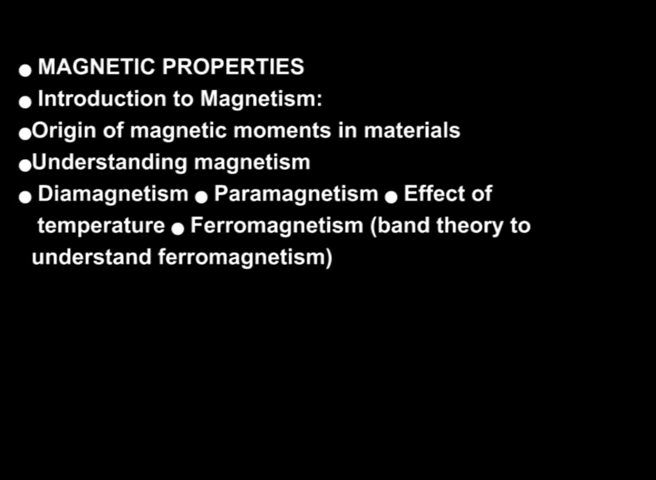 ● MAGNETIC PROPERTIES
● Introduction to Magnetism:
●Origin of magnetic moments in materials
●Understanding magnetism
● Diamagnetism ● Paramagnetism ● Effect of
temperature ● Ferromagnetism (band theory to
understand ferromagnetism)